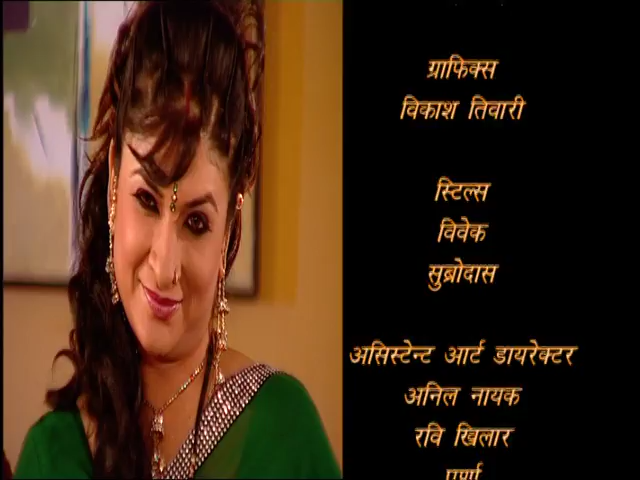 ग्राफिक्स
विकाश तिवारी
स्टिल्स
विवेक
सुब्रोदास
असिस्टेन्ट आर्ट डायरेक्टर
अनिल नायक
रवि खिलार